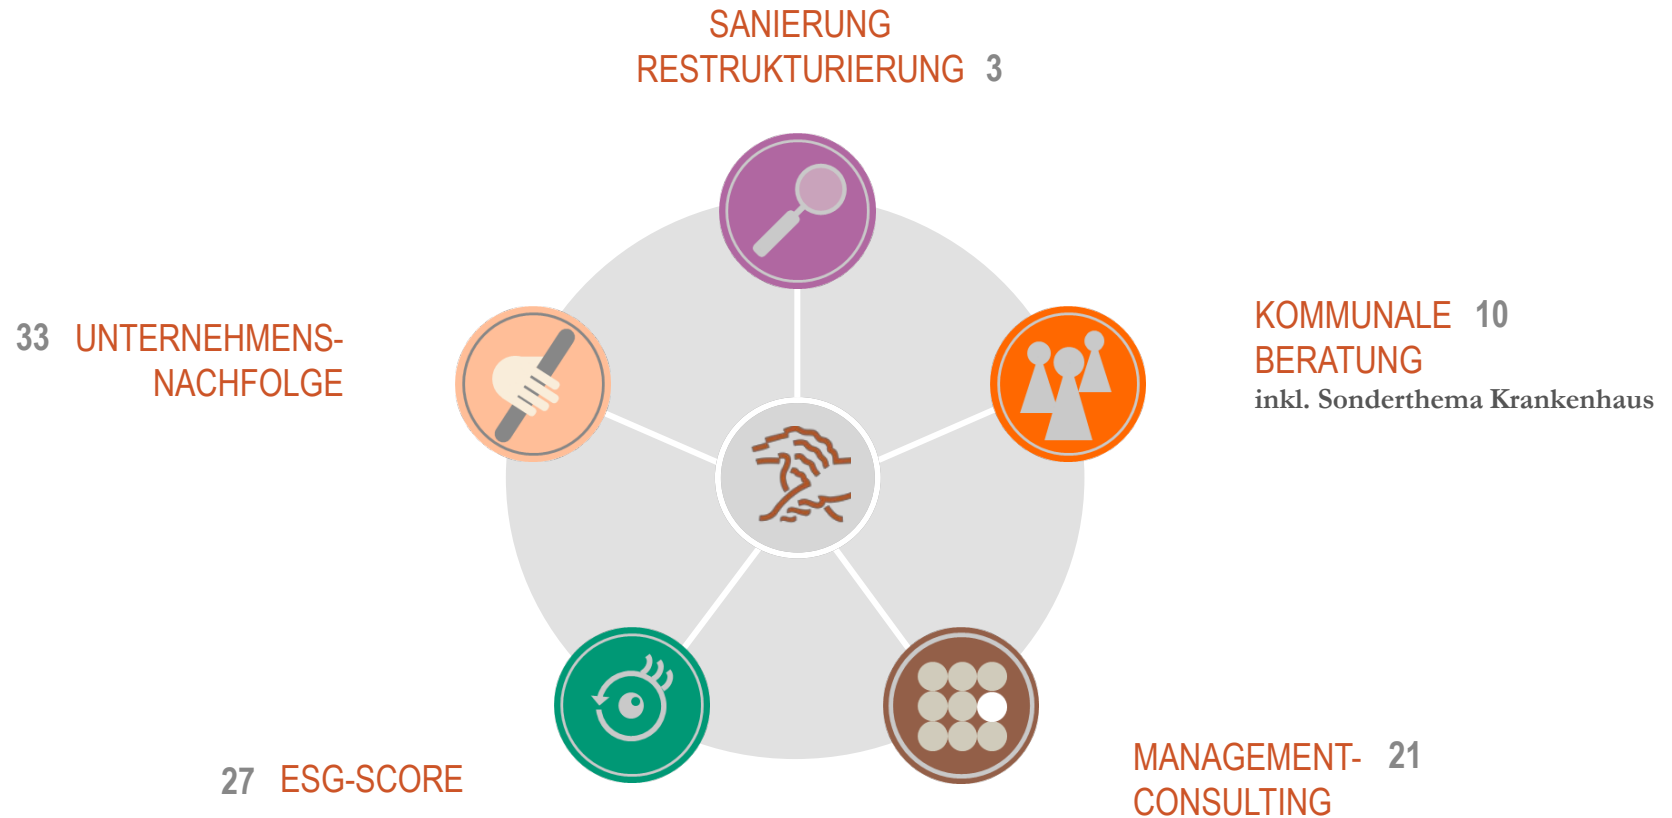 SANIERUNG
RESTRUKTURIERUNG 3
KOMMUNALE 10
BERATUNG
inkl. Sonderthema Krankenhaus
MANAGEMENT- 21
CONSULTING
27 ESG-SCORE
33 UNTERNEHMENS-
NACHFOLGE